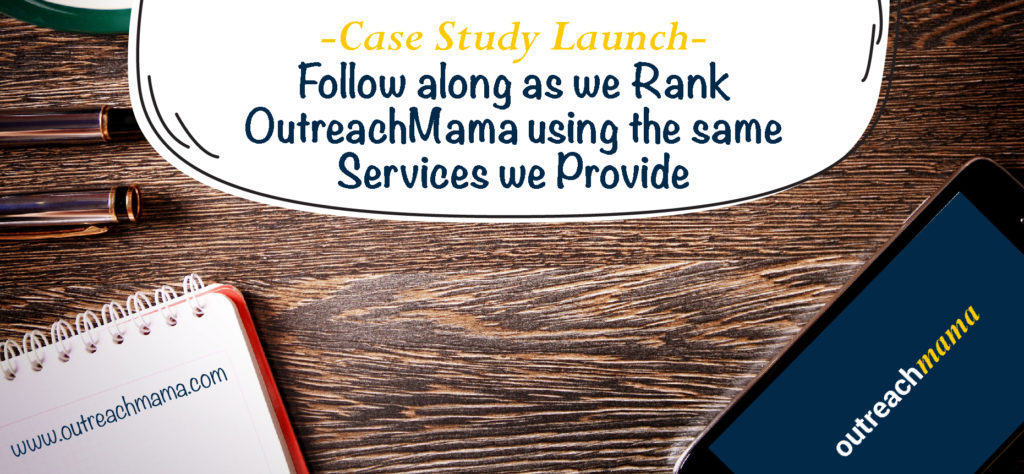 -Case Study Launch-
Follow along as we Rank
OutreachMama using the same
Services we Provide
www.outreachmama.com
outreachmama